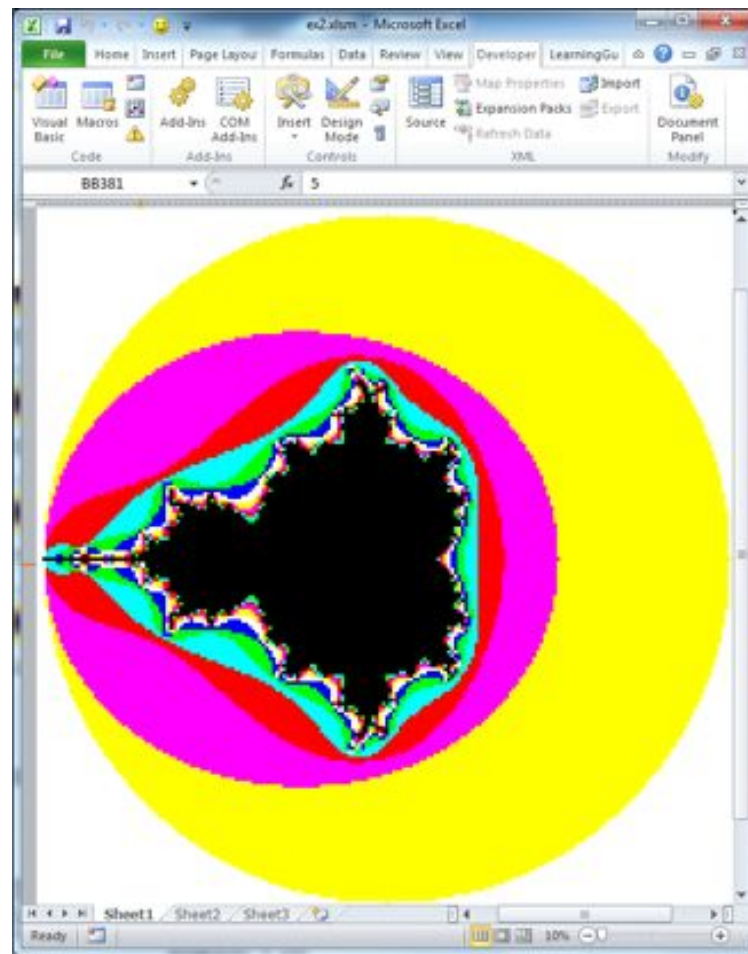 ex2.xlsm - Microsoft Excel
File Home Insert Page Layou Formulas Data Review View Developer LearningGu
Visual Basic Macros Add-Ins COM Add-Ins Insert Design Mode Source Map Properties Import Expansion Packs Export Refresh Data Document Panel
Code Add-Ins Controls XML Modify
BB381 fx 5
Sheet1 Sheet2 Sheet3
Ready 10%